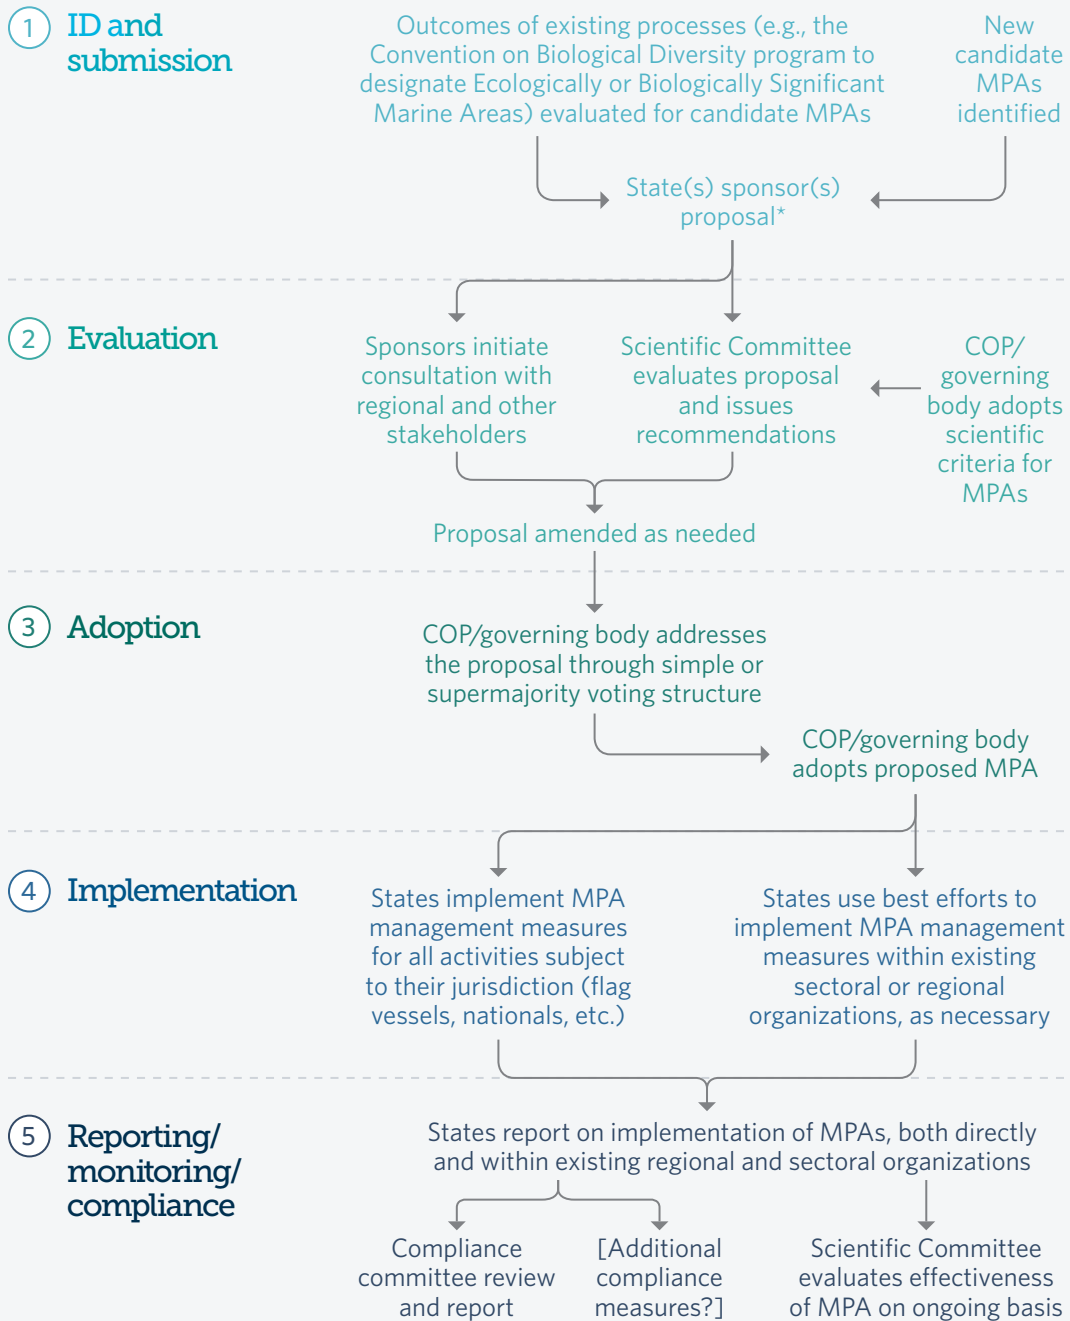 1
ID and
submission
Outcomes of existing processes (e.g., the
Convention on Biological Diversity program to
designate Ecologically or Biologically Significant
Marine Areas) evaluated for candidate MPAs
New
candidate
MPAs
identified
State(s) sponsor(s)
proposal*
2
Evaluation
Sponsors initiate
consultation with
regional and other
stakeholders
Scientific Committee
evaluates proposal
and issues
recommendations
COP/
governing
body adopts
scientific
criteria for
MPAs
Proposal amended as needed
3
Adoption
COP/governing body addresses
the proposal through simple or
supermajority voting structure
COP/governing body
adopts proposed MPA
4
Implementation
States implement MPA
management measures
for all activities subject
to their jurisdiction (flag
vessels, nationals, etc.)
States use best efforts to
implement MPA management
measures within existing
sectoral or regional
organizations, as necessary
5
Reporting/
monitoring/
compliance
States report on implementation of MPAs, both directly
and within existing regional and sectoral organizations
Compliance
committee review
and report
[Additional
compliance
measures?]
Scientific Committee
evaluates effectiveness
of MPA on ongoing basis